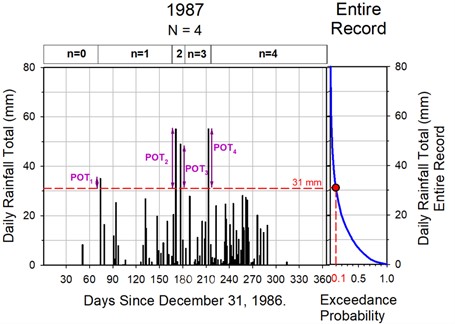 1987
N = 4
Entire
Record
n=0 n=1 2 n=3 n=4
Daily Rainfall Total (mm)
80
60
40
20
0
POT1
POT2
POT3
POT4
31 mm
0 30 60 90 120 150 180 210 240 270 300 330 360
Days Since December 31, 1986.
80
60
40
20
0
Daily Rainfall Total (mm)
Entire Record
0.1 0.5 1.0
Exceedance
Probability